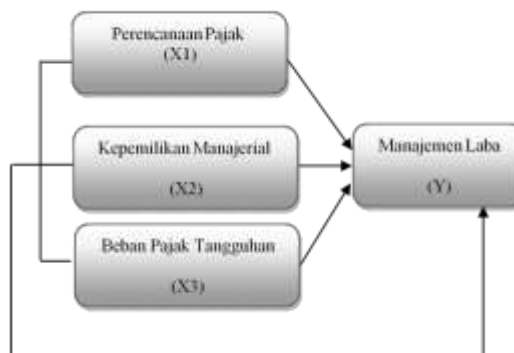 Perencanaan Pajak
(X1)
Kepemilikan Manajerial
(X2)
Manajemen Laba
(Y)
Beban Pajak Tangguhan
(X3)